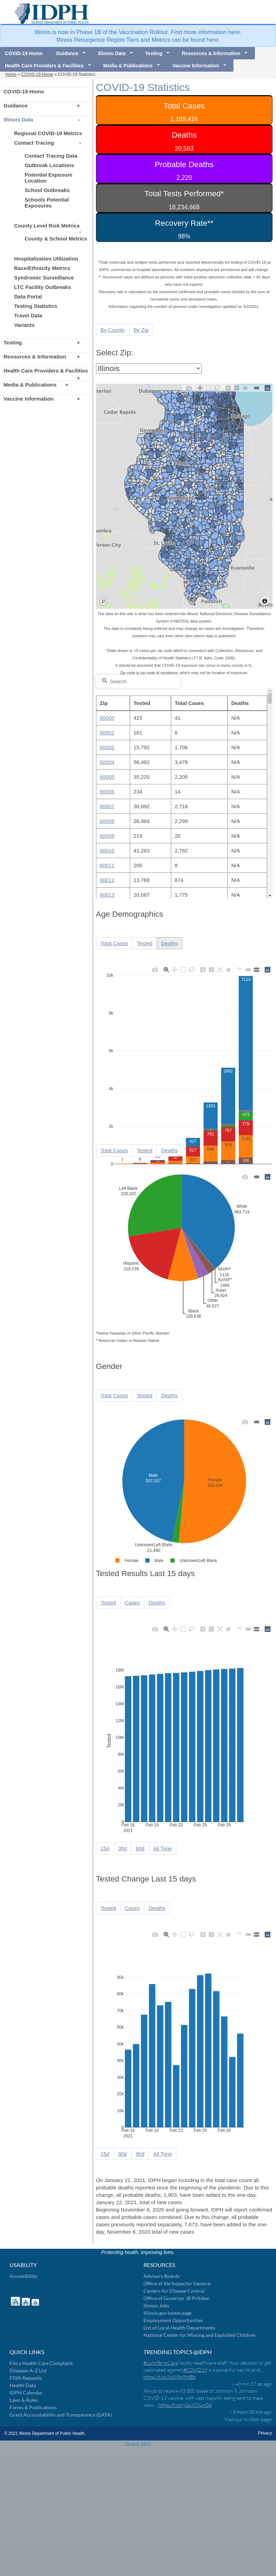 IDPH
ILLINOIS DEPARTMENT OF PUBLIC HEALTH
Illinois now is in Phase 1B of the Vaccination Rollout. Find more information here.
Illinois Resurgence Region Tiers and Metrics can be found here.
COVID-19 Home
Guidance
Illinois Data
Testing
Resources & Information
Health Care Providers & Facilities
Media & Publications
Vaccine Information
Home » COVID-19 Home » COVID-19 Statistics
COVID-19 Home
Guidance +
Illinois Data -
Regional COVID-19 Metrics
Contact Tracing -
Contact Tracing Data
Outbreak Locations
Potential Exposure
Location
School Outbreaks
Schools Potential
Exposures
County Level Risk Metrics
-
County & School Metrics
Hospitalization Utilization
Race/Ethnicity Metrics
Syndromic Surveillance
LTC Facility Outbreaks
Data Portal
Testing Statistics
Travel Data
Variants
Testing +
Resources & Information +
Health Care Providers & Facilities
+
Media & Publications +
Vaccine Information +
COVID-19 Statistics
Total Cases
1,189,416
Deaths
20,583
Probable Deaths
2,220
Total Tests Performed*
18,234,668
Recovery Rate**
98%
*Total molecular and antigen tests performed and reported electronically for testing of COVID-19 at
IDPH, commercial or hospital laboratories. All numbers displayed are provisional and will change.
** Recovered cases are defined as persons with initial positive specimen collection date > 42 days
who have not expired.
Recovery rate is calculated as the recovered confirmed and probable cases divided by the sum of
recovered cases and deceased cases.
Information regarding the number of persons under investigation updated on 3/2/2021.
By County
By Zip
Select Zip:
Illinois
Cedar Rapids
Evansville
Paducah
The data on this site is what has been entered into Illinois' National Electronic Disease Surveillance
System (I-NEDSS) data system.
The data is constantly being entered and may change as cases are investigated. Therefore,
numbers may vary from other sites where data is published.
*Data shown is >5 cases per zip code which is consistent with Collection, Disclosure, and
Confidentiality of Health Statistics (77 Ill. Adm. Code 1005).
It should be assumed that COVID-19 exposure can occur in every county in IL.
Zip code is zip code of residence, which may not be location of exposure
Search
Zip Tested Total Cases Deaths
60000 423 41 N/A
60001 161 6 N/A
60002 15,792 1,706 N/A
60004 56,492 3,478 N/A
60005 35,220 2,205 N/A
60006 234 14 N/A
60007 30,892 2,718 N/A
60008 26,984 2,299 N/A
60009 219 20 N/A
60010 41,283 2,792 N/A
60011 200 8 N/A
60012 13,768 874 N/A
60013 20,087 1,775 N/A
Age Demographics
Total Cases
Tested
Deaths
10k
8k
6k
4k
2k
0
7114
1962
1393
473
779
1160
767
978
791
437
517
7
6
Total Cases
Tested
Deaths
Left Blank
328,192
White
463,714
Hispanic
218,139
NH/PI*
1116
AI/AN**
1466
Asian
26,624
Other
40,527
Black
109,638
*Native Hawaiian or Other Pacific Islander
**American Indian or Alaskan Native
Gender
Total Cases
Tested
Deaths
Male
557,037
Female
Unknown/Left Blank
21,440
Female
Male
Unknown/Left Blank
Tested Results Last 15 days
Tested
Cases
Deaths
18M
16M
14M
12M
10M
8M
6M
4M
2M
0
Tested
Feb 16
2021
Feb 19
Feb 22
Feb 25
Feb 28
15d
30d
90d
All Time
Tested Change Last 15 days
Tested
Cases
Deaths
90k
80k
70k
60k
50k
40k
30k
20k
10k
0
Feb 16
2021
Feb 19
Feb 22
Feb 25
Feb 28
15d
30d
90d
All Time
On January 22, 2021, IDPH began including in the total case count all
probable deaths reported since the beginning of the pandemic. Due to this
change, all probable deaths, 1,903, have been added to the one-day,
January 22, 2021, total of new cases.
Beginning November 6, 2020 and going forward, IDPH will report confirmed
cases and probable cases combined. Due to this change, all probable
cases previously reported as potential cases, 7,673, have been added to the one-
day, November 6, 2020 total of new cases
Protecting health, improving lives.
USABILITY
Accessibility
A A A
RESOURCES
Advisory Boards
Office of the Inspector General
Centers for Disease Control
Office of Governor JB Pritzker
Illinois Jobs
Illinois.gov home page
Employment Opportunities
List of Local Health Departments
National Center for Missing and Exploited Children
QUICK LINKS
File a Health Care Complaint
Diseases A-Z List
FOIA Requests
Health Data
IDPH Calendar
Laws & Rules
Forms & Publications
Grant Accountability and Transparency (GATA)
TRENDING TOPICS @IDPH
© 2021 Illinois Department of Public Health.
Privacy
Drupal SEO